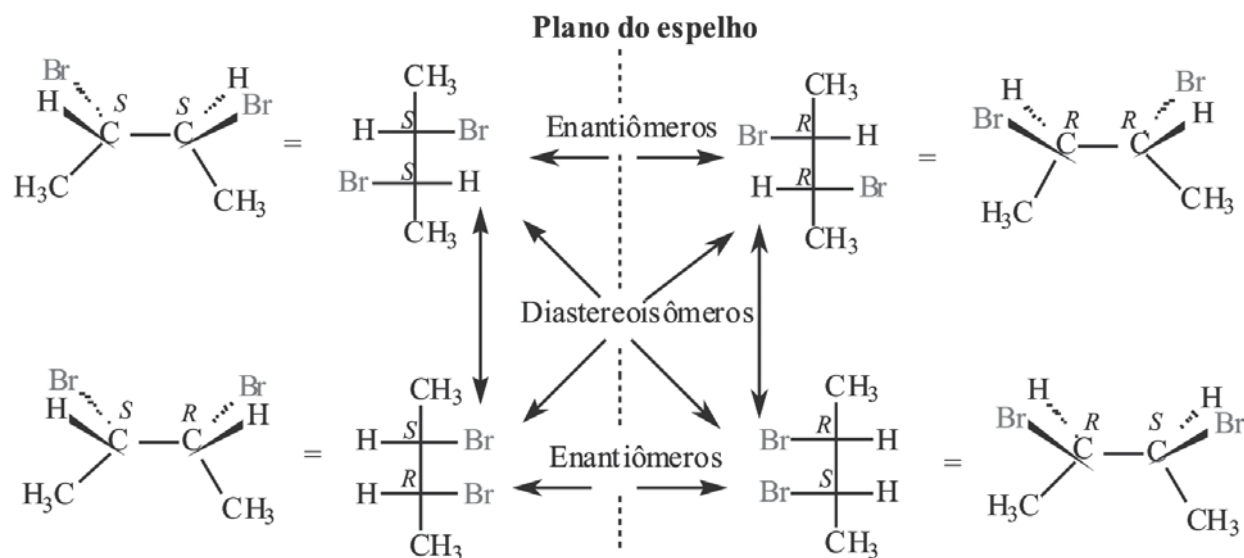 Plano do espelho
Br H S S Br H C C H3C CH3
=
CH3 H S Br Br S H CH3
Enantiômeros
CH3 Br R H H R Br CH3
=
H Br R R Br H C C H3C CH3
Diastereoisômeros
Br H S R Br H C C H3C CH3
=
CH3 H S Br H R Br CH3
Enantiômeros
CH3 Br R H Br S H CH3
=
H Br R S H Br C C H3C CH3